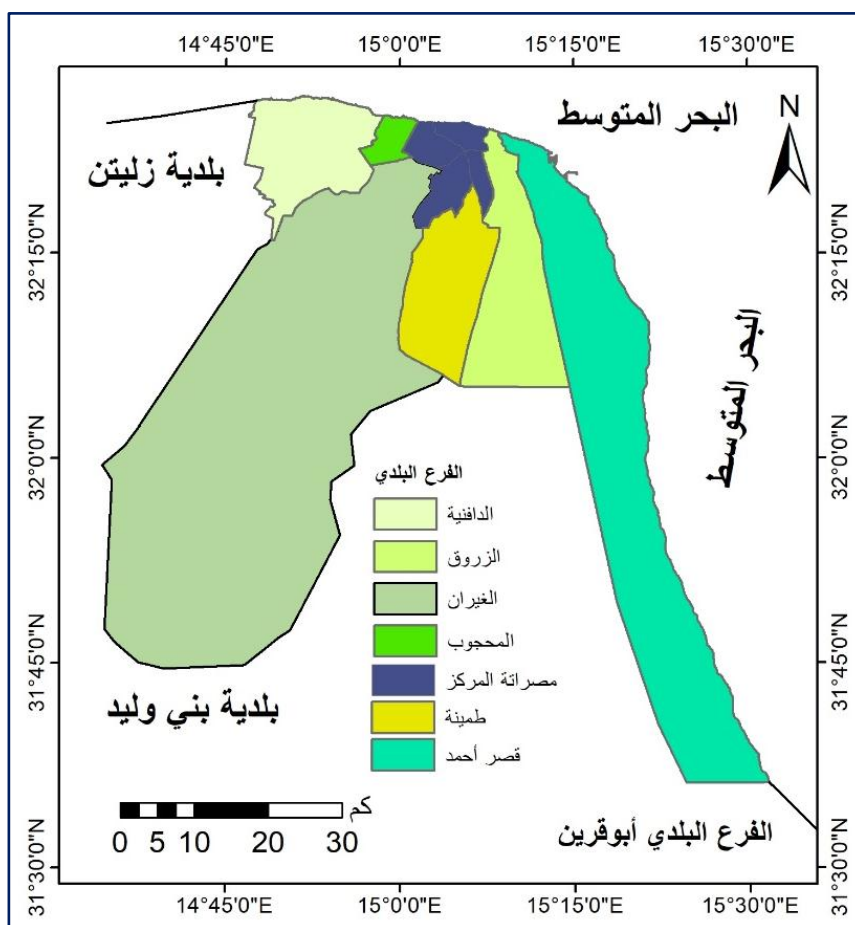 14°45'0"E 15°0'0"E 15°15'0"E 15°30'0"E
N
البحر المتوسط
بلدية زليتن
32°15'0"N
32°15'0"N
البحر المتوسط
32°0'0"N
32°0'0"N
الفرع البلدي
الدافنية
الزروق
الغيران
المحجوب
مصراتة المركز
طمينة
قصر أحمد
31°45'0"N
31°45'0"N
بلدية بني وليد
كم
0 5 10 20 30
الفرع البلدي أبوقرين
31°30'0"N
31°30'0"N
14°45'0"E 15°0'0"E 15°15'0"E 15°30'0"E